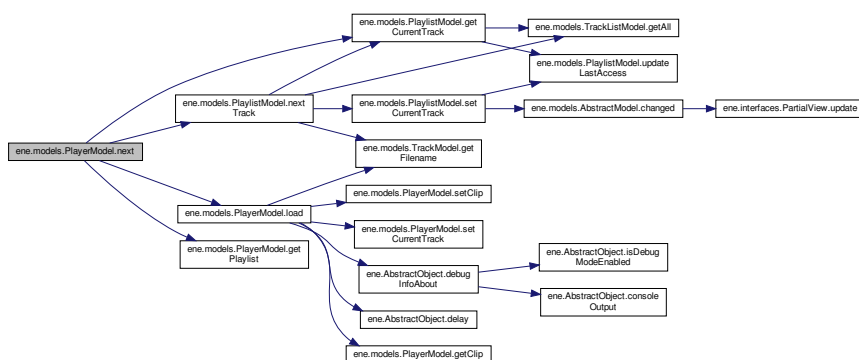 ene.models.PlayerModel.next
ene.models.PlaylistModel.next
Track
ene.models.PlayerModel.load
ene.models.PlayerModel.get
Playlist
ene.models.PlaylistModel.get
CurrentTrack
ene.models.PlaylistModel.set
CurrentTrack
ene.models.TrackModel.get
Filename
ene.models.PlayerModel.setClip
ene.models.PlayerModel.set
CurrentTrack
ene.AbstractObject.debug
InfoAbout
ene.AbstractObject.delay
ene.models.PlayerModel.getClip
ene.models.TrackListModel.getAll
ene.models.PlaylistModel.update
LastAccess
ene.models.AbstractModel.changed
ene.AbstractObject.isDebug
ModeEnabled
ene.AbstractObject.console
Output
ene.interfaces.PartialView.update